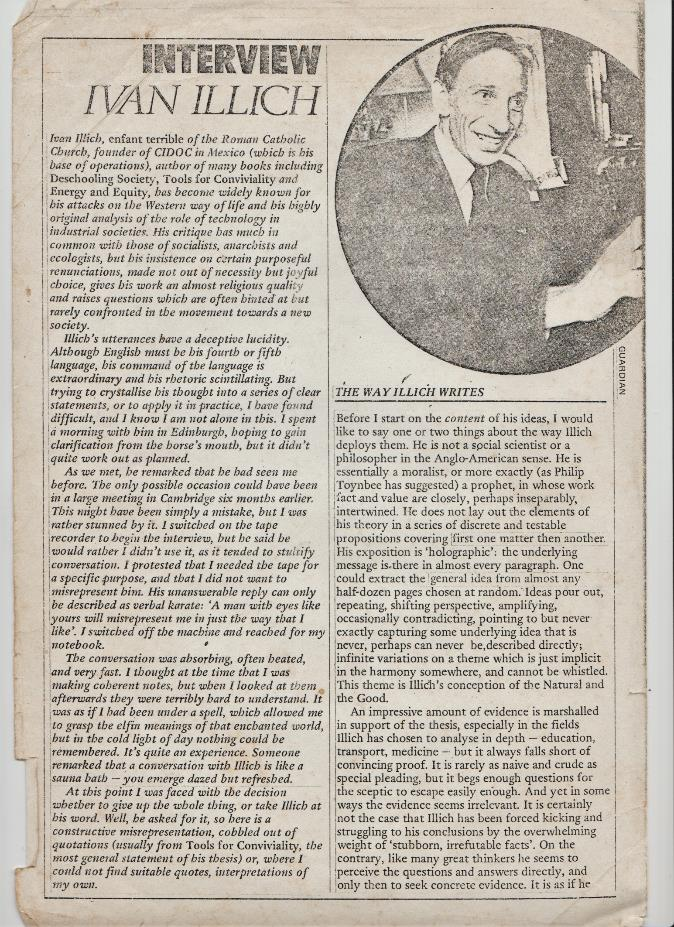 INTERVIEW
IVAN ILLICH
Ivan Illich, enfant terrible of the Roman Catholic
Church, founder of CIDOC in Mexico (which is his
base of operations), author of many books including
Deschooling Society, Tools for Conviviality and
Energy and Equity, has become widely known for
his attacks on the Western way of life and his highly
original analysis of the role of technology in
industrial societies. His critique has much in
common with those of socialists, anarchists and
ecologists, but his insistence on certain purposeful
renunciations, made not out of necessity but joyful
choice, gives his work an almost religious quality
and raises questions which are often hinted at but
rarely confronted in the movement towards a new
society.
Illich's utterances have a deceptive lucidity.
Although English must be his fourth or fifth
language, his command of the language is
extraordinary and his rhetoric scintillating. But
trying to crystallise his thought into a series of clear
statements, or to apply it in practice, I have found
difficult, and I know I am not alone in this. I spent
a morning with him in Edinburgh, hoping to gain
clarification from the horse's mouth, but it didn't
quite work out as planned.
As we met, he remarked that he had seen me
before. The only possible occasion could have been
in a large meeting in Cambridge six months earlier.
This might have been simply a mistake, but I was
rather stunned by it. I switched on the tape
recorder to begin the interview, but he said he
would rather I didn't use it, as it tended to stultify
conversation. I protested that I needed the tape for
a specific purpose, and that I did not want to
misrepresent him. His unanswerable reply can only
be described as verbal karate: 'A man with eyes like
yours will misrepresent me in just the way that I
like'. I switched off the machine and reached for my
notebook.
The conversation was absorbing, often heated,
and very fast. I thought at the time that I was
making coherent notes, but when I looked at them
afterwards they were terribly hard to understand. It
was as if I had been under a spell, which allowed me
to grasp the elfin meanings of that enchanted world,
but in the cold light of day nothing could be
remembered. It's quite an experience. Someone
remarked that a conversation with Illich is like a
sauna bath — you emerge dazed but refreshed.
At this point I was faced with the decision
whether to give up the whole thing, or take Illich at
his word. Well, he asked for it, so here is a
constructive misrepresentation, cobbled out of
quotations (usually from Tools for Conviviality, the
most general statement of his thesis) or, where I
could not find suitable quotes, interpretations of
my own.
GUARDIAN
THE WAY ILLICH WRITES
Before I start on the content of his ideas, I would
like to say one or two things about the way Illich
deploys them. He is not a social scientist or a
philosopher in the Anglo-American sense. He is
essentially a moralist, or more exactly (as Philip
Toynbee has suggested) a prophet, in whose work
fact and value are closely, perhaps inseparably,
intertwined. He does not lay out the elements of
his theory in a series of discrete and testable
propositions covering first one matter then another.
His exposition is 'holographic': the underlying
message is there in almost every paragraph. One
could extract the general idea from almost any
half-dozen pages chosen at random. Ideas pour out,
repeating, shifting perspective, amplifying,
occasionally contradicting, pointing to but never
exactly capturing some underlying idea that is
never, perhaps can never be, described directly;
infinite variations on a theme which is just implicit
in the harmony somewhere, and cannot be whistled.
This theme is Illich's conception of the Natural and
the Good.
An impressive amount of evidence is marshalled
in support of the thesis, especially in the fields
Illich has chosen to analyse in depth — education,
transport, medicine — but it always falls short of
convincing proof. It is rarely as naive and crude as
special pleading, but it begs enough questions for
the sceptic to escape easily enough. And yet in some
ways the evidence seems irrelevant. It is certainly
not the case that Illich has been forced kicking and
struggling to his conclusions by the overwhelming
weight of 'stubborn, irrefutable facts'. On the
contrary, like many great thinkers he seems to
perceive the questions and answers directly, and
only then to seek concrete evidence. It is as if he